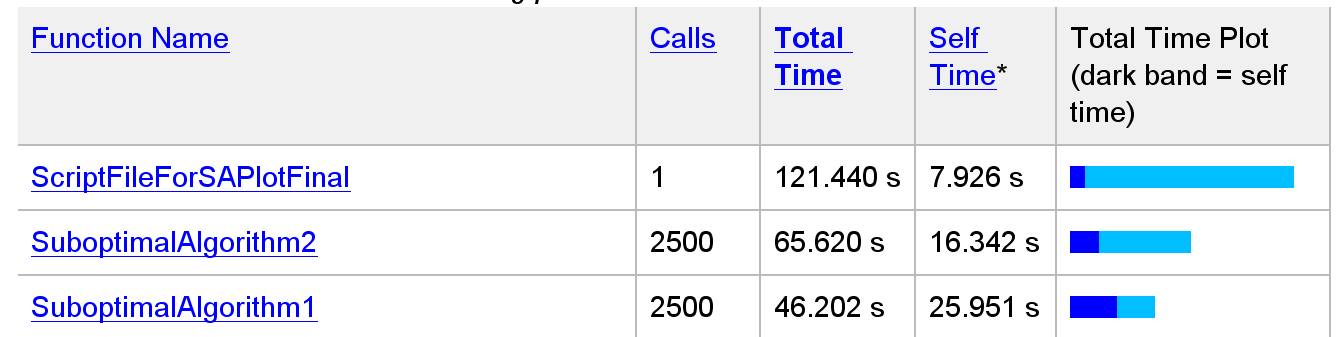 Function Name Calls Total Time Self Time* Total Time Plot (dark band = self time)
ScriptFileForSAPlotFinal 1 121.440 s 7.926 s
SuboptimalAlgorithm2 2500 65.620 s 16.342 s
SuboptimalAlgorithm1 2500 46.202 s 25.951 s